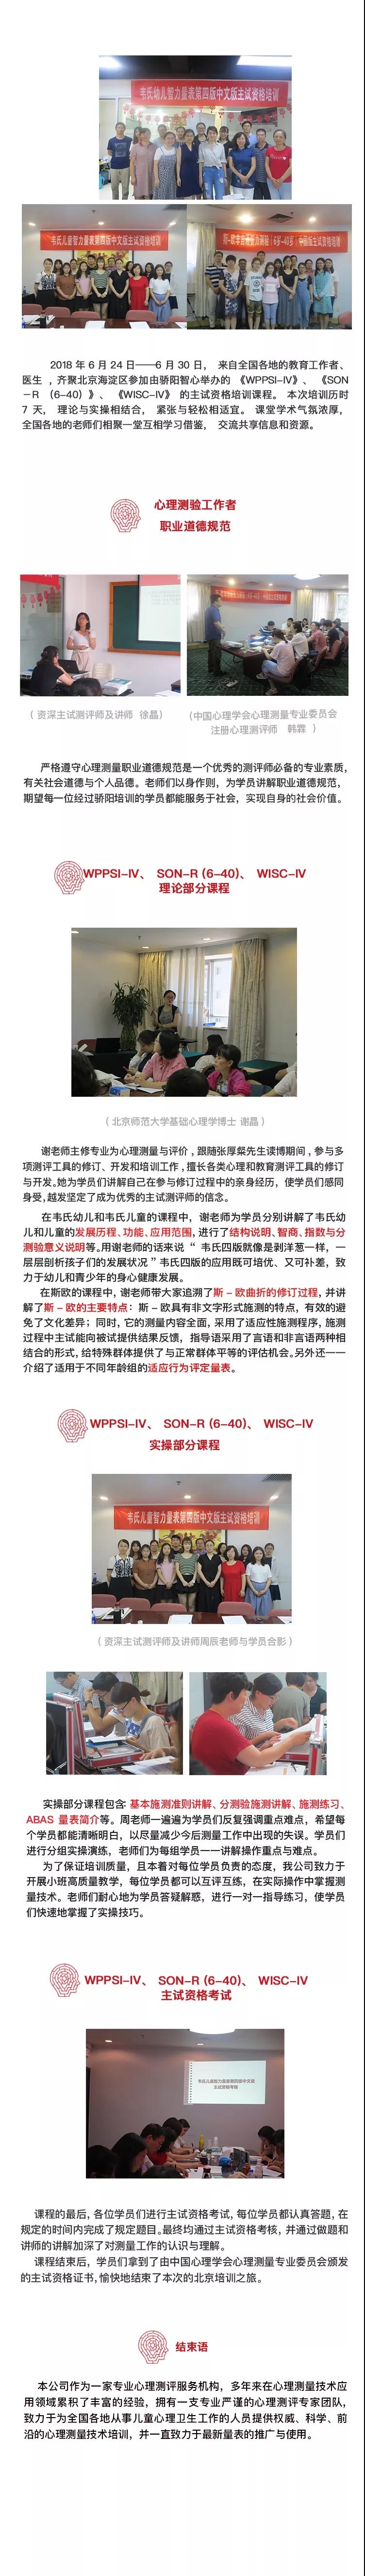 韦氏幼儿智力量表第四版中文版主试资格培训
韦氏儿童智力量表第四版中文版主试资格培训
斯-欧非言语智力测验（6岁-40岁）中国版主试资格培训
2018 年 6 月 24 日——6 月 30 日， 来自全国各地的教育工作者、
医生 ，齐聚北京海淀区参加由骄阳智心举办的 《WPPSI-IV》、《SON
－R （6-40）》、 《WISC-IV》 的主试资格培训课程。 本次培训历时
7 天， 理论与实操相结合， 紧张与轻松相适宜。 课堂学术气氛浓厚，
全国各地的老师们相聚一堂互相学习借鉴， 交流共享信息和资源。
心理测验工作者
职业道德规范
（ 资深主试测评师及讲师 徐晶）
（中国心理学会心理测量专业委员会
注册心理测评师 韩霏 ）
严格遵守心理测量职业道德规范是一个优秀的测评师必备的专业素质，
有关社会道德与个人品德。老师们以身作则，为学员讲解职业道德规范，
期望每一位经过骄阳培训的学员都能服务于社会，实现自身的社会价值。
WPPSI-IV、 SON-R（6-40）、 WISC-IV
理论部分课程
（ 北京师范大学基础心理学博士 谢晶 ）
谢老师主修专业为心理测量与评价 , 跟随张厚粲先生读博期间 , 参与多
项测评工具的修订、开发和培训工作 , 擅长各类心理和教育测评工具的修订
与开发。她为学员们讲解自己在参与修订过程中的亲身经历，使学员们感同
身受,越发坚定了成为优秀的主试测评师的信念。
在韦氏幼儿和韦氏儿童的课程中，谢老师为学员分别讲解了韦氏幼
儿和儿童的发展历程、功能、应用范围, 进行了结构说明、智商、指数与分
测验意义说明等。用谢老师的话来说 “ 韦氏四版就像是剥洋葱一样，一
层层剖析孩子们的发展状况 ” 韦氏四版的应用既可培优、又可补差，致
力于幼儿和青少年的身心健康发展。
在斯欧的课程中, 谢老师带大家追溯了斯 – 欧曲折的修订过程, 并讲
解了斯 – 欧的主要特点： 斯 – 欧具有非文字形式施测的特点，有效的避
免了文化差异；同时，它的测量内容全面，采用了适应性施测程序，施测
过程中主试能向被试提供结果反馈，指导语采用了言语和非言语两种相
结合的形式, 给特殊群体提供了与正常群体平等的评估机会。另外还一一
介绍了适用于不同年龄组的适应行为评定量表。
WPPSI-IV、 SON-R（6-40）、 WISC-IV
实操部分课程
韦氏儿童智力量表第四版中文版主试资格培训
（ 资深主试测评师及讲师周辰老师与学员合影 ）
实操部分课程包含: 基本施测准则讲解、分测验施测讲解、施测练习、
ABAS 量表简介等。周老师一遍遍为学员们反复强调重点难点，希望每
个学员都能清晰明白，以尽量减少今后测量工作中出现的失误。学员们
进行分组实操演练，老师们为每组学员一一讲解操作重点与难点。
为了保证培训质量，且本着对每位学员负责的态度，我公司致力于
开展小班高质量教学，每位学员都可以互评互练，在实际操作中掌握测
量技术。老师们耐心地为学员答疑解惑，进行一对一指导练习，使学员
们快速地掌握了实操技巧。
WPPSI-IV、 SON-R（6-40）、 WISC-IV
主试资格考试
韦氏儿童智力量表第四版中文版
主试资格考核
课程的最后，各位学员们进行主试资格考试，每位学员都认真答题，在
规定的时间内完成了规定题目。最终均通过主试资格考核，并通过做题和
讲师的讲解加深了对测量工作的认识与理解。
课程结束后，学员们拿到了由中国心理学会心理测量专业委员会颁发
的主试资格证书，愉快地结束了本次的北京培训之旅。
结束语
本公司作为一家专业心理测评服务机构，多年来在心理测量技术应
用领域累积了丰富的经验，拥有一支专业严谨的心理测评专家团队，
致力于为全国各地从事儿童心理卫生工作的人员提供权威、科学、前
沿的心理测量技术培训，并一直致力于最新量表的推广与使用。